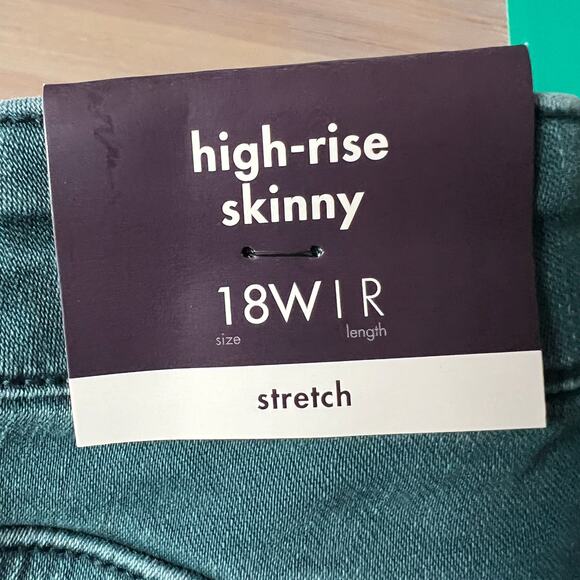 high-rise
skinny
18W | R
size length
stretch